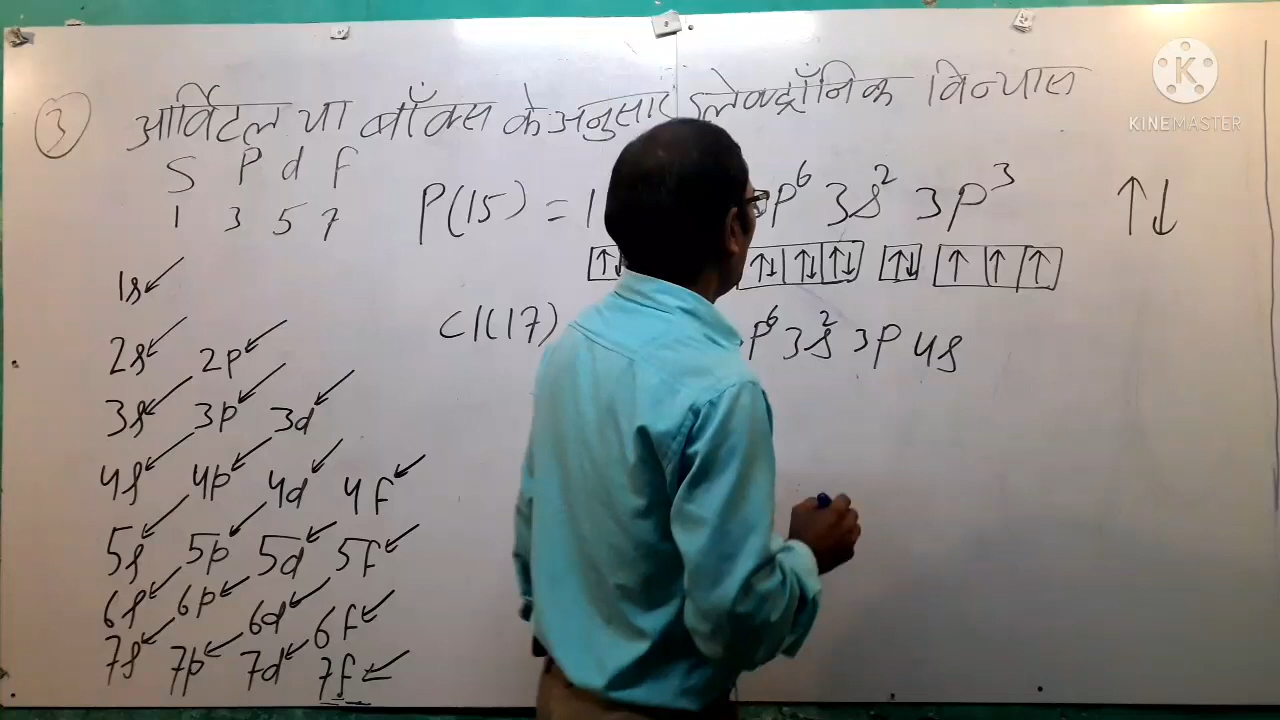 ③ आर्विटल या बॉक्स के अनुसार इलेक्ट्रॉनिक विन्यास
S P d f
1 3 5 7
P(15) = 1 P⁶ 3s² 3p³ ↑↓
↑↓ ↑↓ ↑↓ ↑↓ ↑↓ ↑ ↑ ↑
Cl(17) P⁶ 3s² 3p 4s
1s
2s 2p
3s 3p 3d
4s 4p 4d 4f
5s 5p 5d 5f
6s 6p 6d 6f
7s 7p 7d 7f
K
KINEMASTER